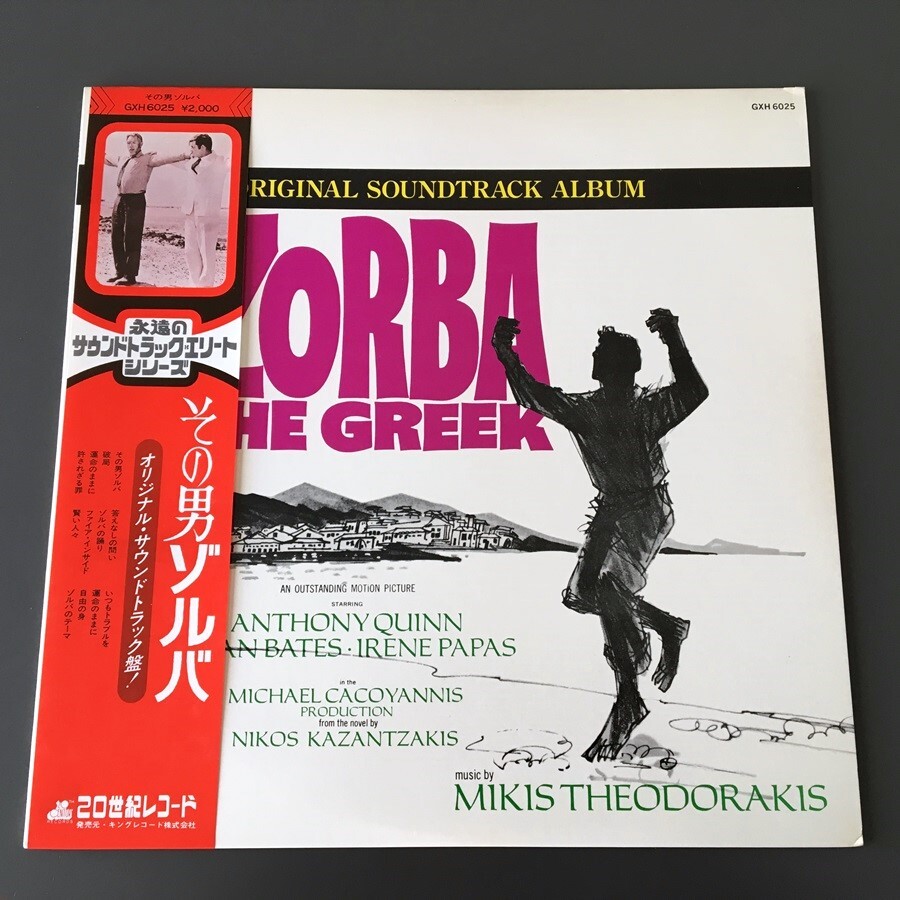 その男ゾルバ
GXH 6025 ¥2,000
永遠の
サウンドトラック・エリート
シリーズ
その男ゾルバ
オリジナル・サウンドトラック盤!
その男ゾルバ
破局
運命のままに
許されざる罪
答えなしの問い
ゾルバの踊り
ファイア・インサイド
賢い人々
いつもトラブルを
運命のままに
自由の身
ゾルバのテーマ
RECORDS
20世紀レコード
発売元・キングレコード株式会社
GXH 6025
ORIGINAL SOUNDTRACK ALBUM
ZORBA
HE GREEK
AN OUTSTANDING MOTION PICTURE
STARRING
ANTHONY QUINN
AN BATES · IRENE PAPAS
in the
MICHAEL CACOYANNIS
PRODUCTION
from the novel by
NIKOS KAZANTZAKIS
music by
MIKIS THEODORAKIS